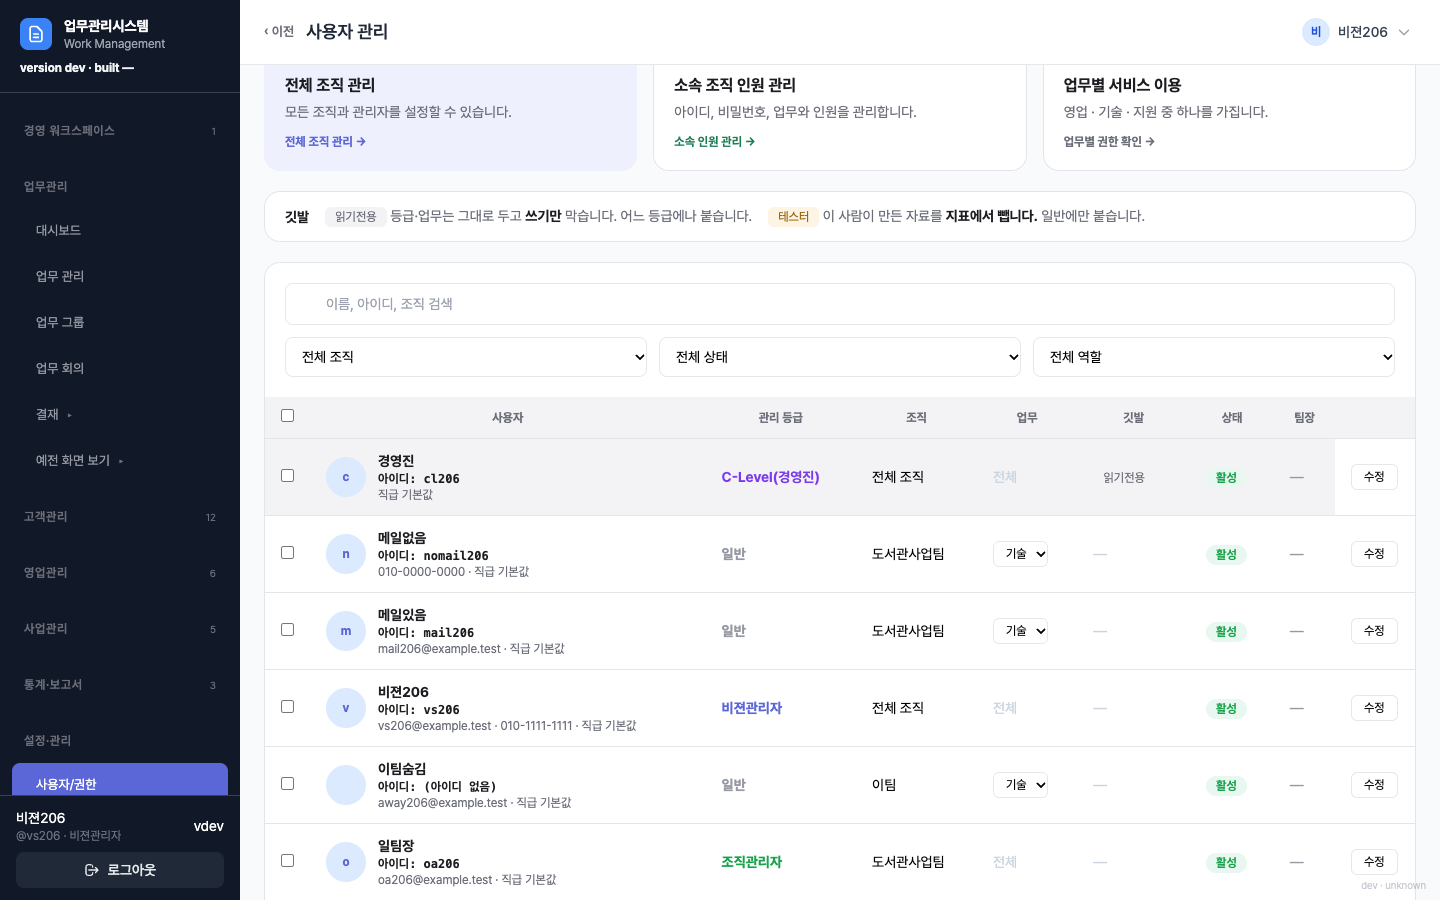 업무관리시스템
Work Management
version dev · built —
경영 워크스페이스 1
업무관리
대시보드
업무 관리
업무 그룹
업무 회의
결재 ▸
예전 화면 보기 ▸
고객관리 12
영업관리 6
사업관리 5
통계·보고서 3
설정·관리
사용자/권한
비젼206
@vs206 · 비젼관리자
vdev
로그아웃
‹ 이전 사용자 관리
비 비젼206
전체 조직 관리
모든 조직과 관리자를 설정할 수 있습니다.
전체 조직 관리 →
소속 조직 인원 관리
아이디, 비밀번호, 업무와 인원을 관리합니다.
소속 인원 관리 →
업무별 서비스 이용
영업 · 기술 · 지원 중 하나를 가집니다.
업무별 권한 확인 →
깃발 읽기전용 등급·업무는 그대로 두고 쓰기만 막습니다. 어느 등급에나 붙습니다. 테스터 이 사람이 만든 자료를 지표에서 뺍니다. 일반에만 붙습니다.
이름, 아이디, 조직 검색
전체 조직 전체 상태 전체 역할
사용자 관리 등급 조직 업무 깃발 상태 팀장
c 경영진
아이디: cl206
직급 기본값
C-Level(경영진) 전체 조직 전체 읽기전용 활성 — 수정
n 메일없음
아이디: nomail206
010-0000-0000 · 직급 기본값
일반 도서관사업팀 기술 — 활성 — 수정
m 메일있음
아이디: mail206
mail206@example.test · 직급 기본값
일반 도서관사업팀 기술 — 활성 — 수정
v 비젼206
아이디: vs206
vs206@example.test · 010-1111-1111 · 직급 기본값
비젼관리자 전체 조직 전체 — 활성 — 수정
이팀숨김
아이디: (아이디 없음)
away206@example.test · 직급 기본값
일반 이팀 기술 — 활성 — 수정
o 일팀장
아이디: oa206
oa206@example.test · 직급 기본값
조직관리자 도서관사업팀 전체 — 활성 — 수정
dev · unknown